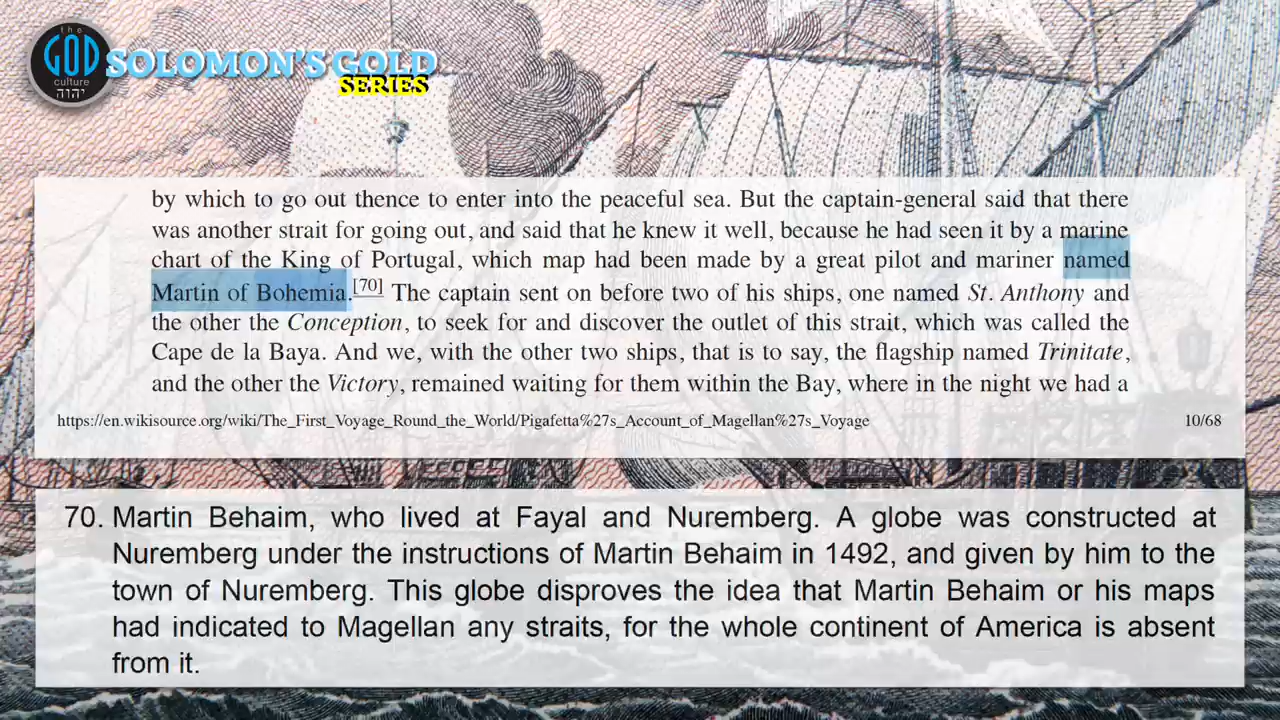 the
GOD
culture
יהוה
SOLOMON'S GOLD
SERIES
by which to go out thence to enter into the peaceful sea. But the captain-general said that there
was another strait for going out, and said that he knew it well, because he had seen it by a marine
chart of the King of Portugal, which map had been made by a great pilot and mariner named
Martin of Bohemia.[70] The captain sent on before two of his ships, one named St. Anthony and
the other the Conception, to seek for and discover the outlet of this strait, which was called the
Cape de la Baya. And we, with the other two ships, that is to say, the flagship named Trinitate,
and the other the Victory, remained waiting for them within the Bay, where in the night we had a
https://en.wikisource.org/wiki/The_First_Voyage_Round_the_World/Pigafetta%27s_Account_of_Magellan%27s_Voyage 10/68
70. Martin Behaim, who lived at Fayal and Nuremberg. A globe was constructed at
Nuremberg under the instructions of Martin Behaim in 1492, and given by him to the
town of Nuremberg. This globe disproves the idea that Martin Behaim or his maps
had indicated to Magellan any straits, for the whole continent of America is absent
from it.